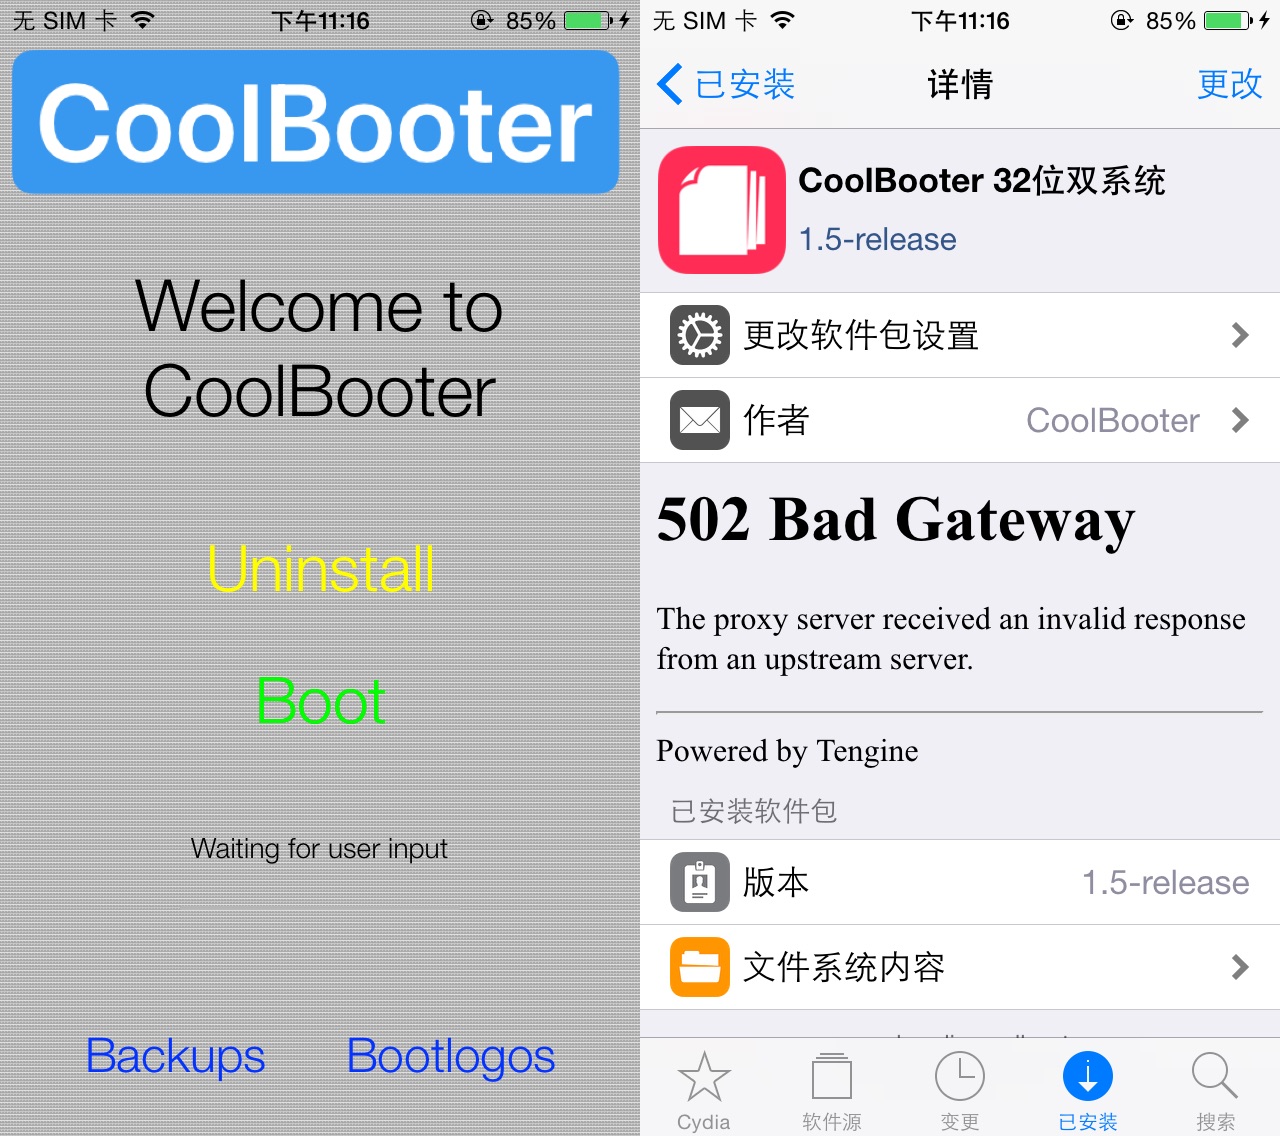 无 SIM 卡
下午11:16
85%
CoolBooter
Welcome to
CoolBooter
Uninstall
Boot
Waiting for user input
Backups
Bootlogos
无 SIM 卡
下午11:16
85%
已安装
详情
更改
CoolBooter 32位双系统
1.5-release
更改软件包设置
作者
CoolBooter
502 Bad Gateway
The proxy server received an invalid response
from an upstream server.
Powered by Tengine
已安装软件包
版本
1.5-release
文件系统内容
Cydia
软件源
变更
已安装
搜索